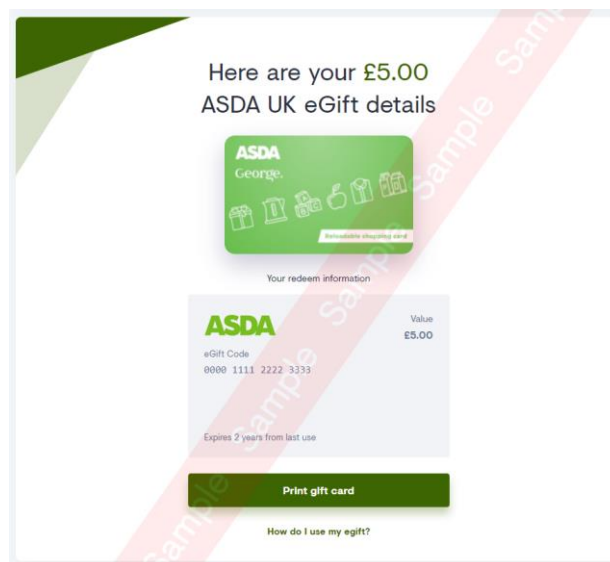 Here are your £5.00
ASDA UK eGift details
ASDA
George.
Reloadable shopping card
Your redeem information
ASDA
Value
£5.00
eGift Code
0000 1111 2222 3333
Expires 2 years from last use
Print gift card
How do I use my egift?
Sample Sample Sample Sample Sample Sample